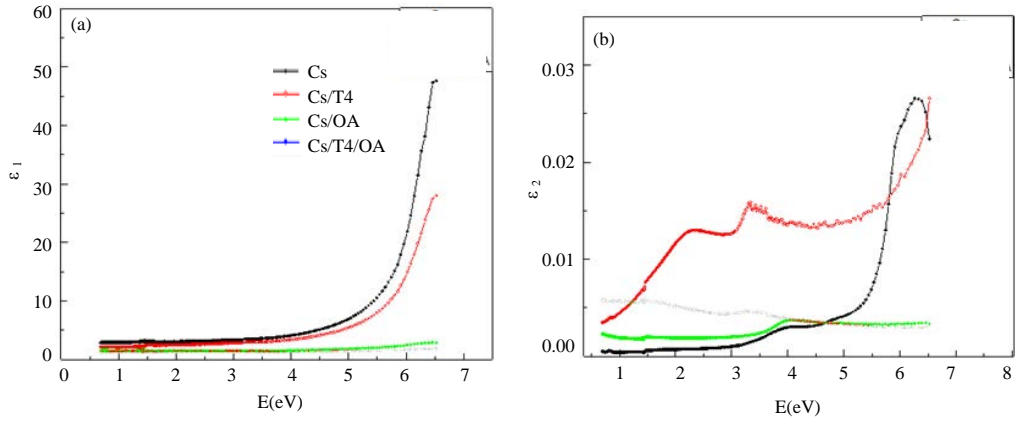 (a)
60
50
40
30
20
10
0
ε₁
Cs
Cs/T4
Cs/OA
Cs/T4/OA
0 1 2 3 4 5 6 7
E(eV)
(b)
0.03
0.02
0.01
0.00
ε₂
1 2 3 4 5 6 7 8
E(eV)